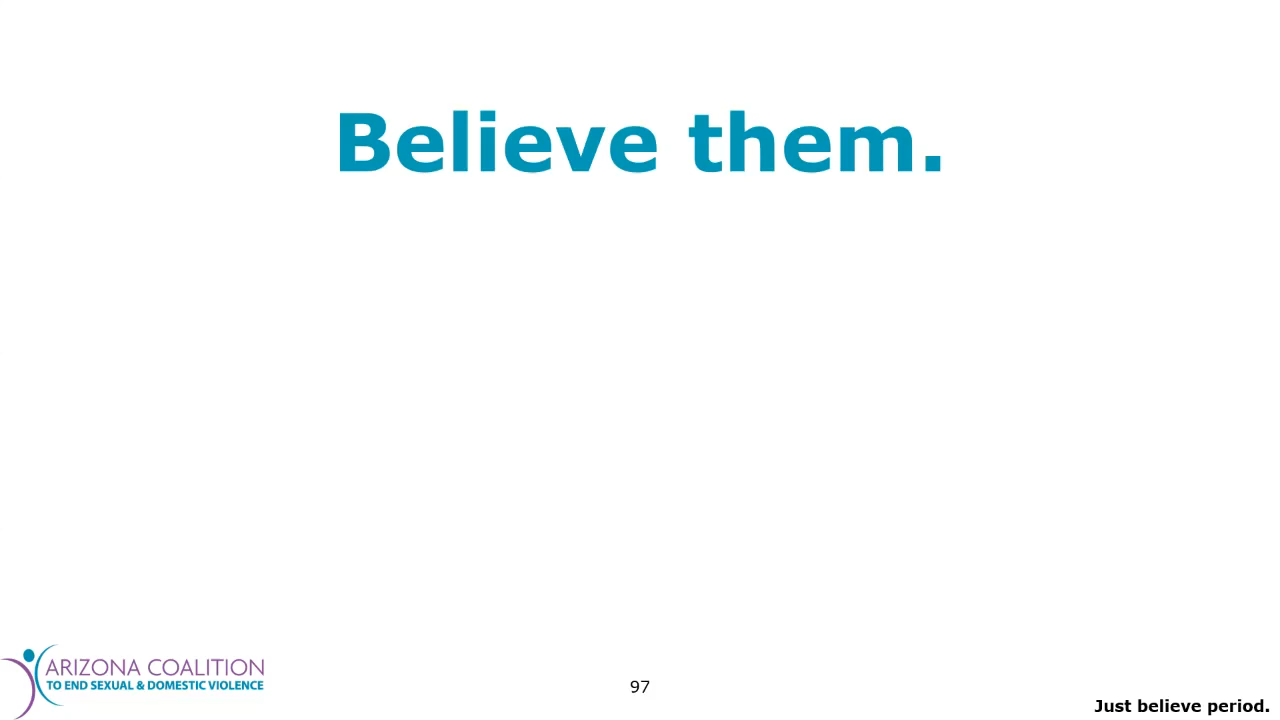 Believe them.
ARIZONA COALITION
TO END SEXUAL & DOMESTIC VIOLENCE
97
Just believe period.